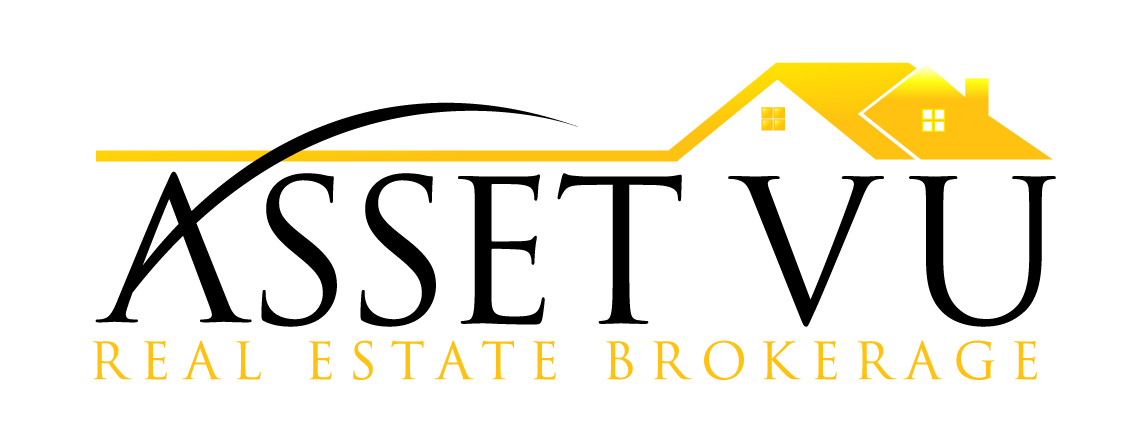 ASSET VU
REAL ESTATE BROKERAGE